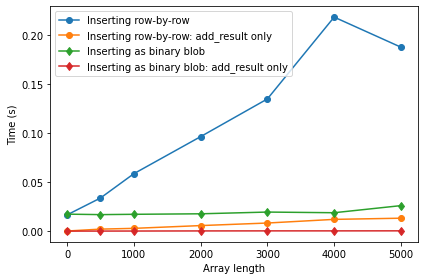 Inserting row-by-row
Inserting row-by-row: add_result only
Inserting as binary blob
Inserting as binary blob: add_result only
0.20
0.15
0.10
0.05
0.00
Time (s)
0 1000 2000 3000 4000 5000
Array length